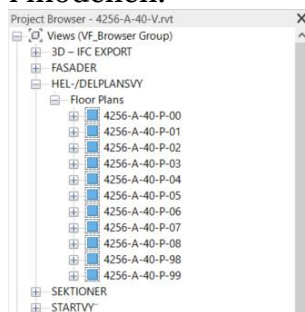 i modellen.
Project Browser - 4256-A-40-V.rvt
Views (VF_Browser Group)
3D – IFC EXPORT
FASADER
HEL-/DELPLANSVY
Floor Plans
4256-A-40-P-00
4256-A-40-P-01
4256-A-40-P-02
4256-A-40-P-03
4256-A-40-P-04
4256-A-40-P-05
4256-A-40-P-06
4256-A-40-P-07
4256-A-40-P-08
4256-A-40-P-98
4256-A-40-P-99
SEKTIONER
STARTVY